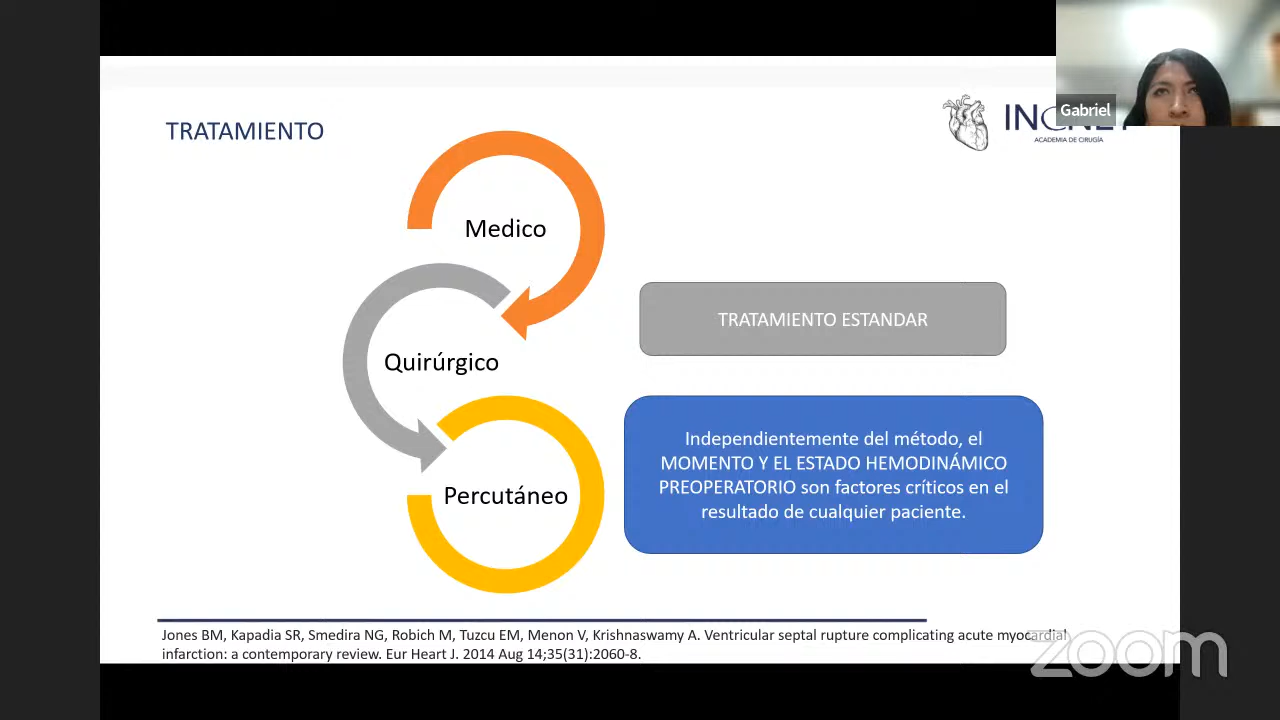 Gabriel
TRATAMIENTO
ACADEMIA DE CIRUGÍA
Medico
Quirúrgico
Percutáneo
TRATAMIENTO ESTANDAR
Independientemente del método, el
MOMENTO Y EL ESTADO HEMODINÁMICO
PREOPERATORIO son factores críticos en el
resultado de cualquier paciente.
Jones BM, Kapadia SR, Smedira NG, Robich M, Tuzcu EM, Menon V, Krishnaswamy A. Ventricular septal rupture complicating acute myocardial
infarction: a contemporary review. Eur Heart J. 2014 Aug 14;35(31):2060-8.
zoom